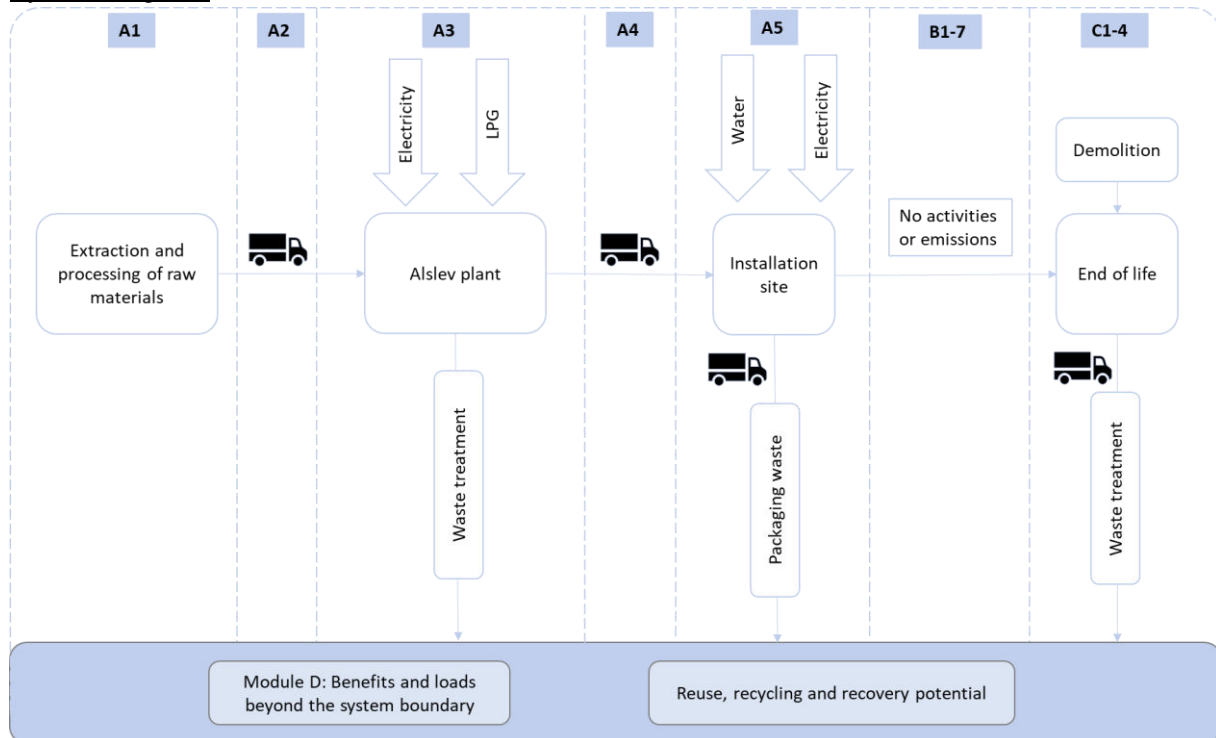 A1
A2
A3
A4
A5
B1-7
C1-4
Electricity
LPG
Water
Electricity
Demolition
Extraction and
processing of raw
materials
Alslev plant
Installation
site
No activities
or emissions
End of life
Waste treatment
Packaging waste
Waste treatment
Module D: Benefits and loads
beyond the system boundary
Reuse, recycling and recovery potential